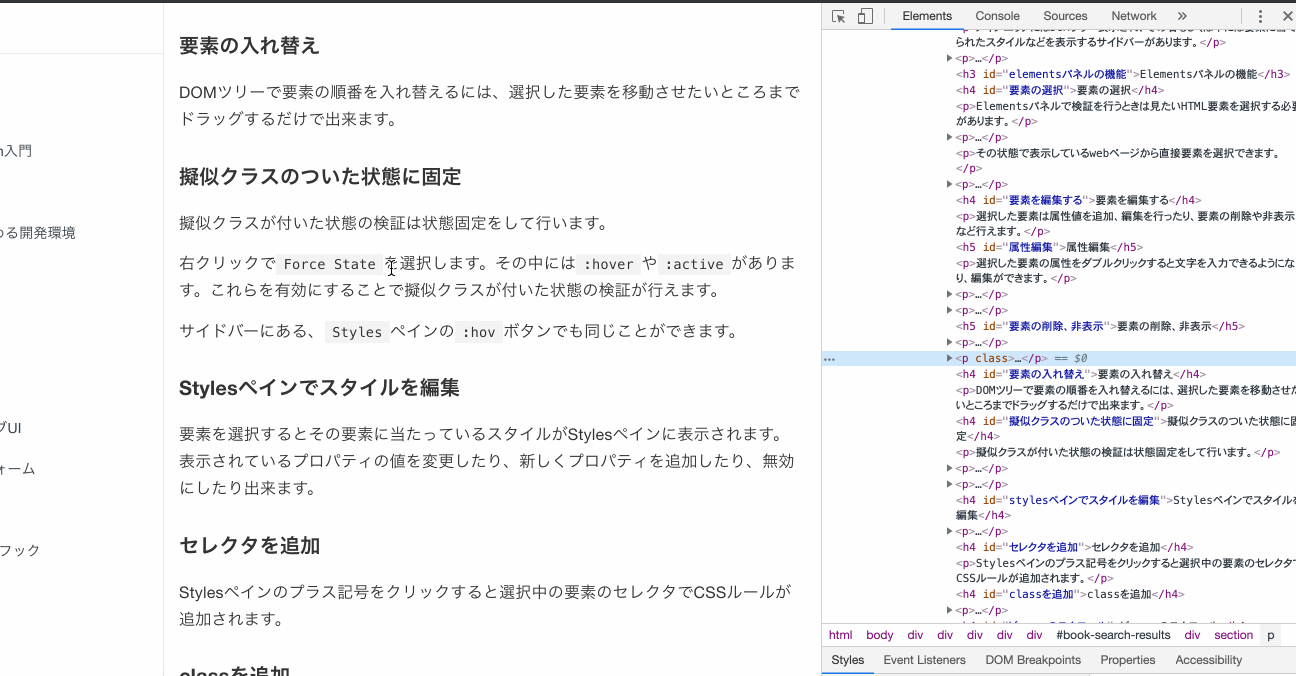 要素の入れ替え
DOMツリーで要素の順番を入れ替えるには、選択した要素を移動させたいところまで
ドラッグするだけで出来ます。
擬似クラスのついた状態に固定
擬似クラスが付いた状態の検証は状態固定をして行います。
右クリックで Force State を選択します。その中には :hover や :active がありま
す。これらを有効にすることで擬似クラスが付いた状態の検証が行えます。
サイドバーにある、 Styles ペインの :hov ボタンでも同じことができます。
Stylesペインでスタイルを編集
要素を選択するとその要素に当たっているスタイルがStylesペインに表示されます。
表示されているプロパティの値を変更したり、新しくプロパティを追加したり、無効
にしたり出来ます。
セレクタを追加
Stylesペインのプラス記号をクリックすると選択中の要素のセレクタでCSSルールが
追加されます。
classを追加
入門
る開発環境
UI
ォーム
フック
Elements Console Sources Network »
られたスタイルなどを表示するサイドバーがあります。</p>
▶<p>…</p>
<h3 id="elementsパネルの機能">Elementsパネルの機能</h3>
<h4 id="要素の選択">要素の選択</h4>
<p>Elementsパネルで検証を行うときは見たいHTML要素を選択する必要
があります。</p>
▶<p>…</p>
<p>その状態で表示しているwebページから直接要素を選択できます。
</p>
▶<p>…</p>
<h4 id="要素を編集する">要素を編集する</h4>
<p>選択した要素は属性値を追加、編集を行ったり、要素の削除や非表示
など行えます。</p>
<h5 id="属性編集">属性編集</h5>
<p>選択した要素の属性をダブルクリックすると文字を入力できるようにな
り、編集ができます。</p>
▶<p>…</p>
▶<p>…</p>
<h5 id="要素の削除、非表示">要素の削除、非表示</h5>
▶<p>…</p>
… ▶<p class>…</p> == $0
<h4 id="要素の入れ替え">要素の入れ替え</h4>
<p>DOMツリーで要素の順番を入れ替えるには、選択した要素を移動させた
いところまでドラッグするだけで出来ます。</p>
<h4 id="擬似クラスのついた状態に固定">擬似クラスのついた状態に固
定</h4>
<p>擬似クラスが付いた状態の検証は状態固定をして行います。</p>
▶<p>…</p>
▶<p>…</p>
<h4 id="stylesペインでスタイルを編集">Stylesペインでスタイルを
編集</h4>
▶<p>…</p>
<h4 id="セレクタを追加">セレクタを追加</h4>
<p>Stylesペインのプラス記号をクリックすると選択中の要素のセレクタで
CSSルールが追加されます。</p>
<h4 id="classを追加">classを追加</h4>
▶<p>…</p>
html body div div div div div #book-search-results div section p
Styles Event Listeners DOM Breakpoints Properties Accessibility